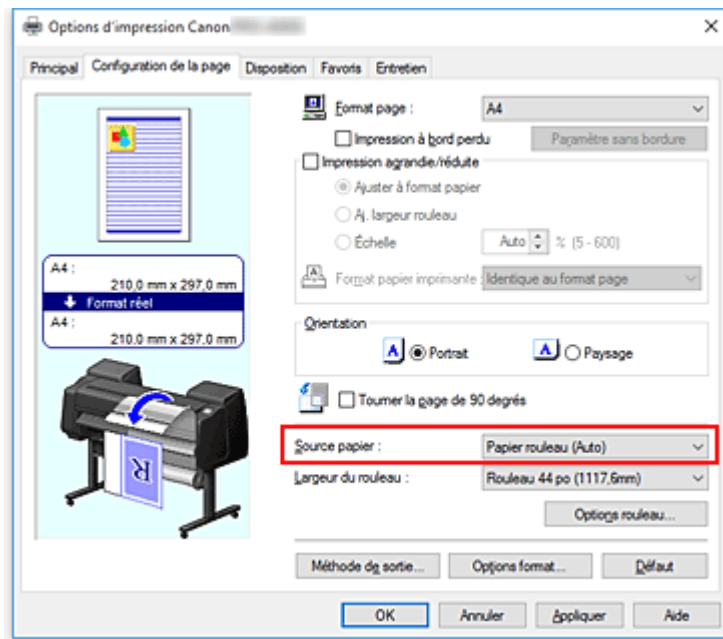 Options d'impression Canon
Principal Configuration de la page Disposition Favoris Entretien
Format page : A4
Impression à bord perdu Paramètre sans bordure
Impression agrandie/réduite
Ajuster à format papier
Aj. largeur rouleau
Échelle Auto % (5 - 600)
Format papier imprimante : Identique au format page
A4 :
210,0 mm x 297,0 mm
Format réel
A4 :
210,0 mm x 297,0 mm
Orientation
A Portrait A Paysage
Tourner la page de 90 degrés
R
Source papier : Papier rouleau (Auto)
Largeur du rouleau : Rouleau 44 po (1117,6mm)
Options rouleau...
Méthode de sortie... Options format... Défaut
OK Annuler Appliquer Aide